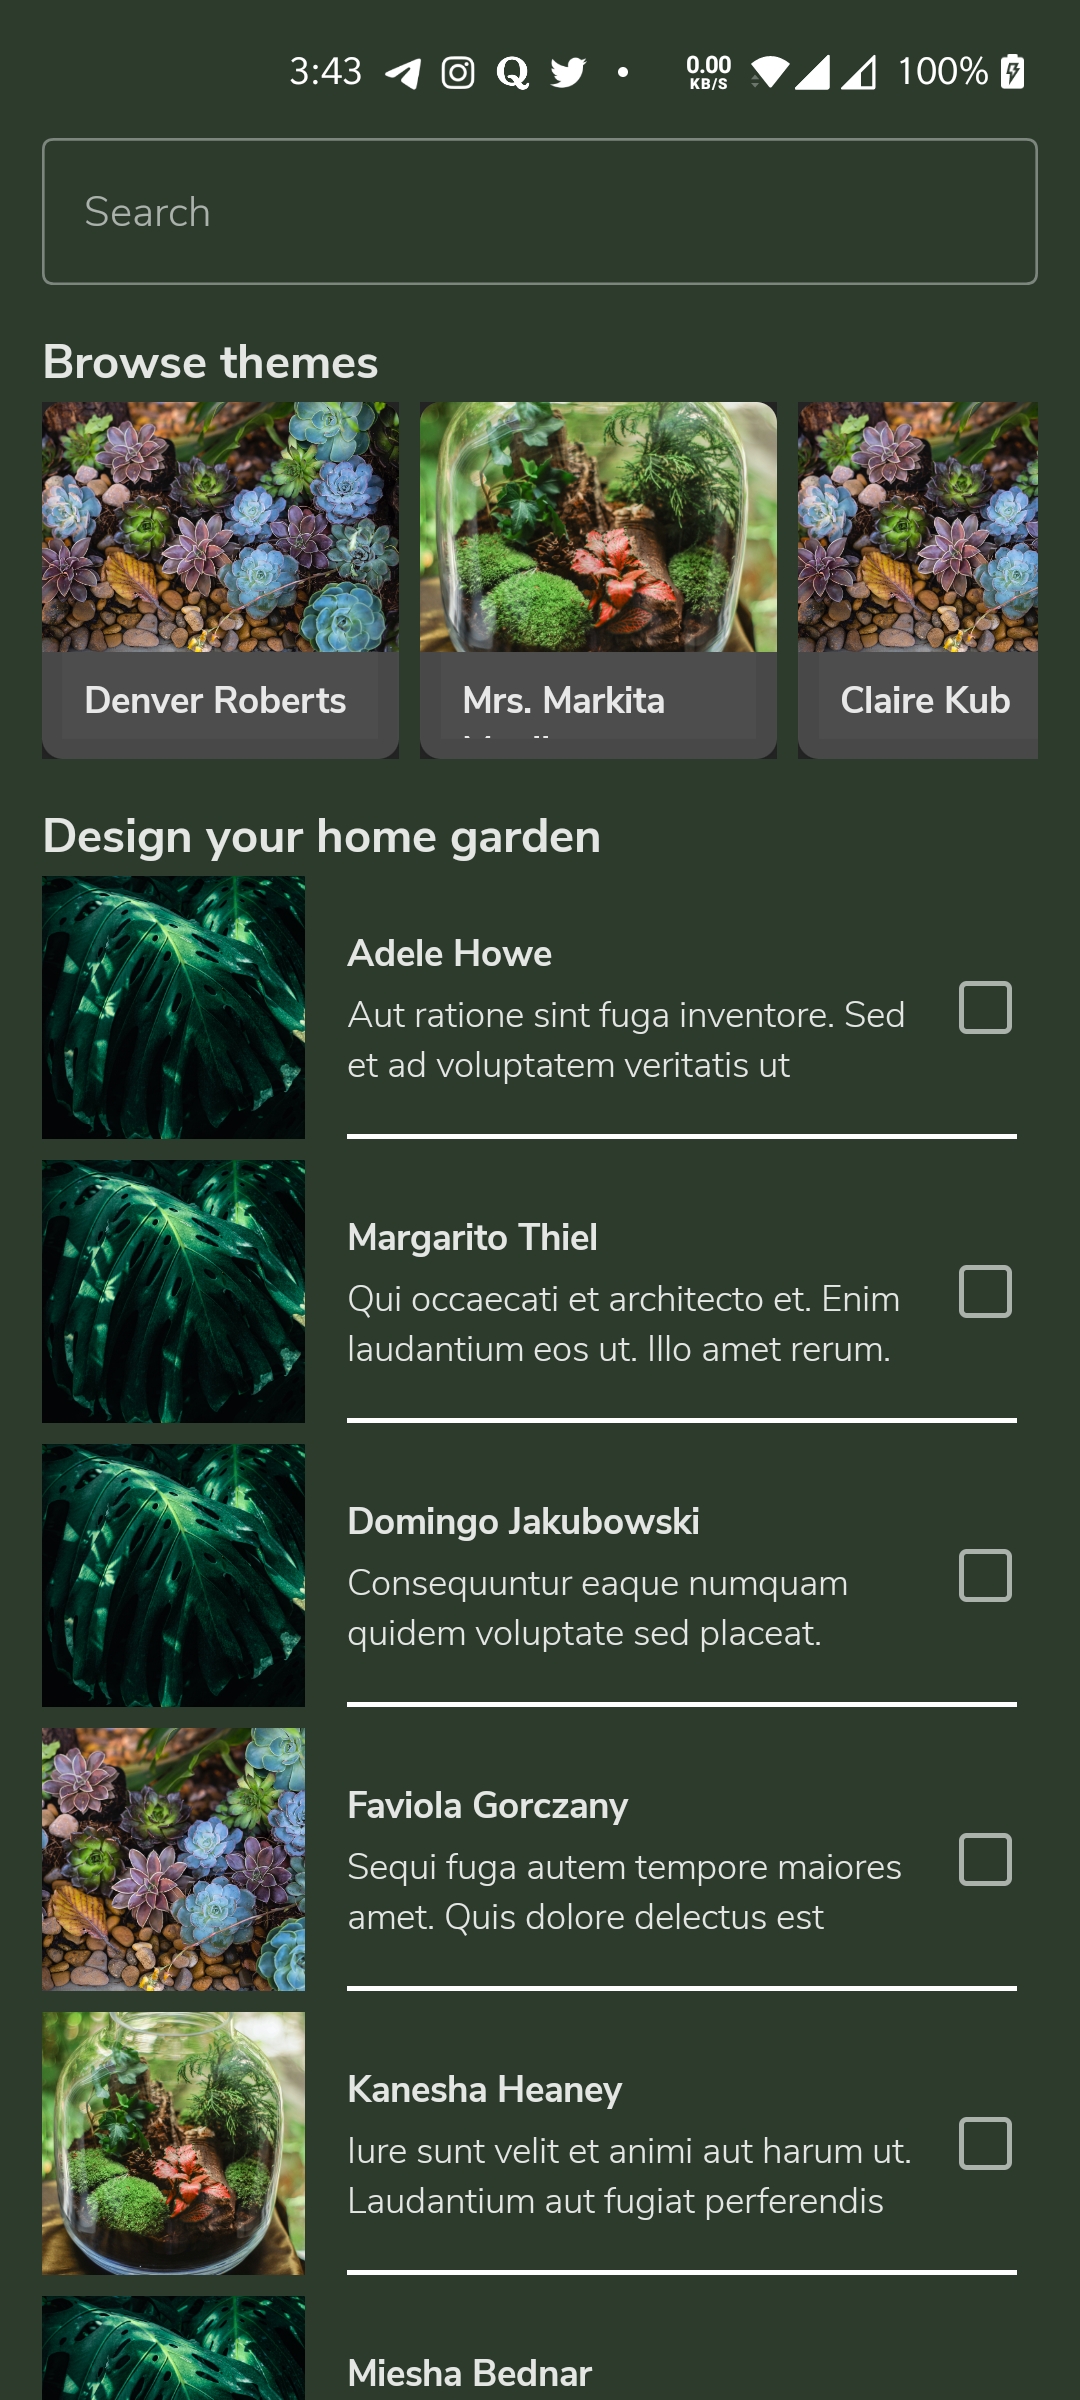 3:43 0.00 KB/S 100%
Search
Browse themes
Denver Roberts
Mrs. Markita
Claire Kub
Design your home garden
Adele Howe
Aut ratione sint fuga inventore. Sed
et ad voluptatem veritatis ut
Margarito Thiel
Qui occaecati et architecto et. Enim
laudantium eos ut. Illo amet rerum.
Domingo Jakubowski
Consequuntur eaque numquam
quidem voluptate sed placeat.
Faviola Gorczany
Sequi fuga autem tempore maiores
amet. Quis dolore delectus est
Kanesha Heaney
Iure sunt velit et animi aut harum ut.
Laudantium aut fugiat perferendis
Miesha Bednar